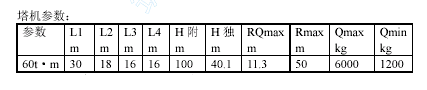 塔机参数:
参数 L1 m L2 m L3 m L4 m H 附 m H 独 m RQmax m Rmax m Qmax kg Qmin kg
60t·m 30 18 16 16 100 40.1 11.3 50 6000 1200